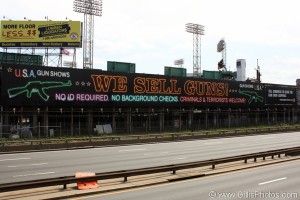 MORE FLOOR
LESS $$
U.S.A. GUN SHOWS
WE SELL GUNS!
NO ID REQUIRED. NO BACKGROUND CHECKS. CRIMINALS & TERRORISTS WELCOME!
© www.GillisPhotos.com